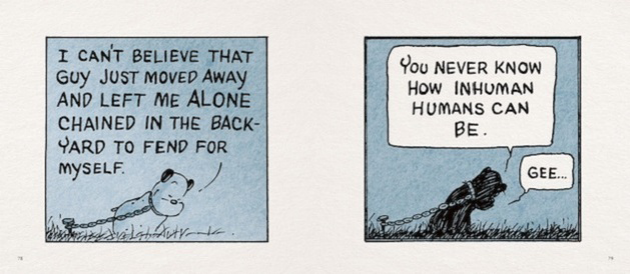 I CAN'T BELIEVE THAT
GUY JUST MOVED AWAY
AND LEFT ME ALONE
CHAINED IN THE BACK-
YARD TO FEND FOR
MYSELF.
YOU NEVER KNOW
HOW INHUMAN
HUMANS CAN
BE.
GEE...